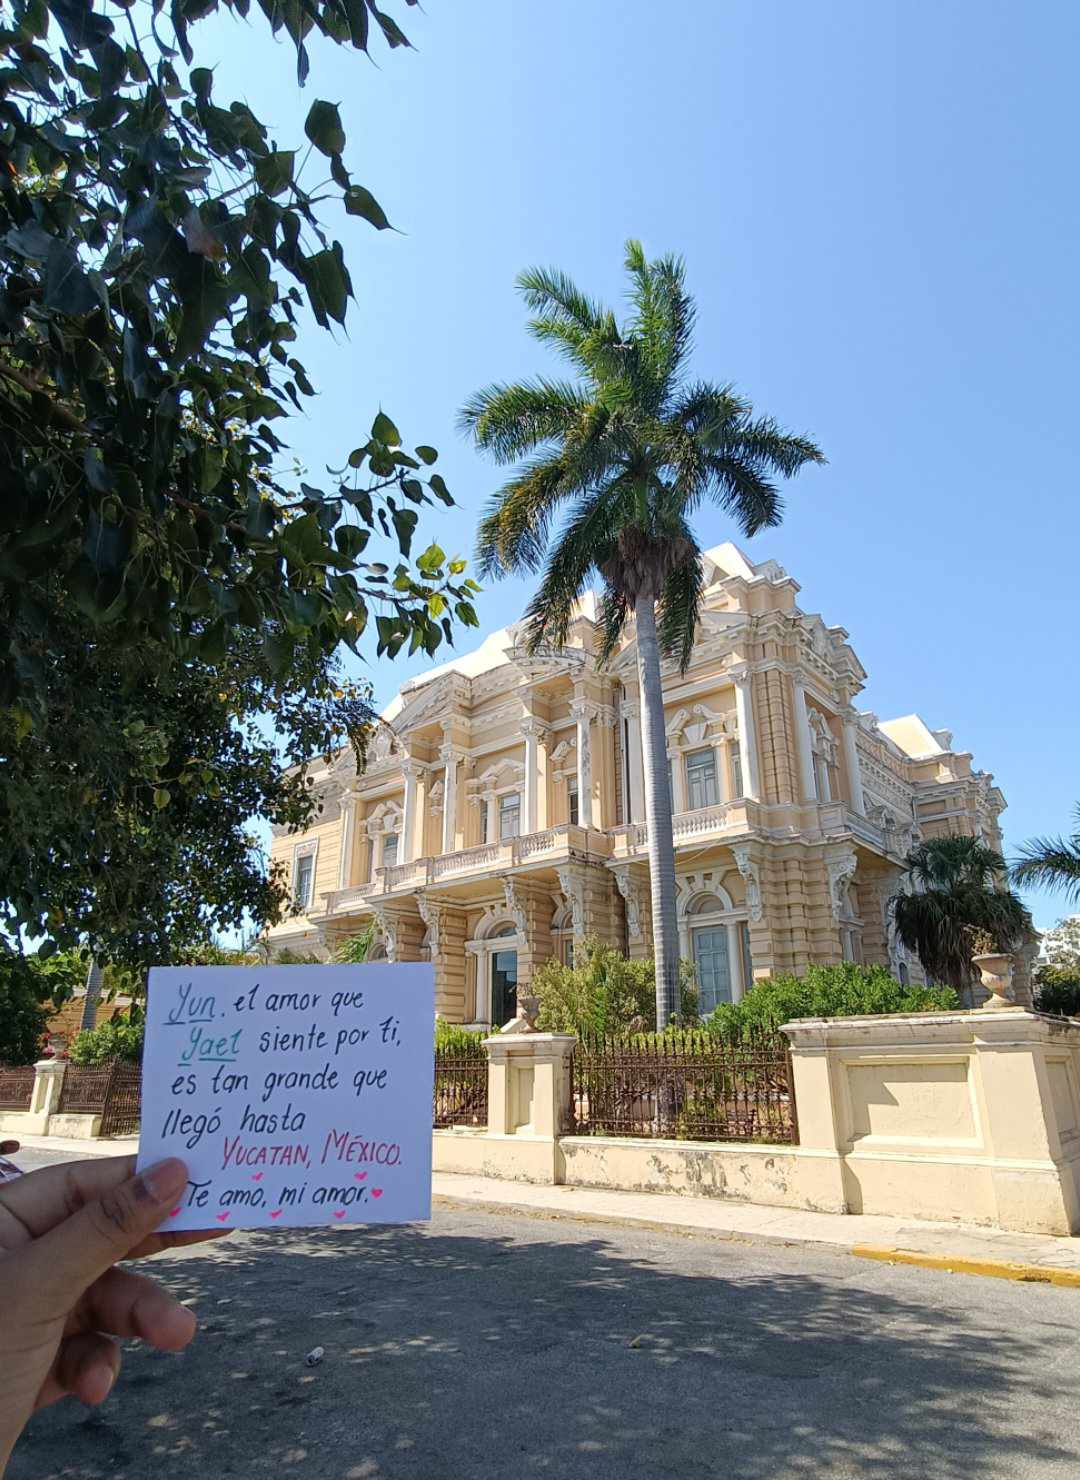 Yun, el amor que
Yael siente por ti,
es tan grande que
llegó hasta
YUCATAN, MÉXICO.
Te amo, mi amor.